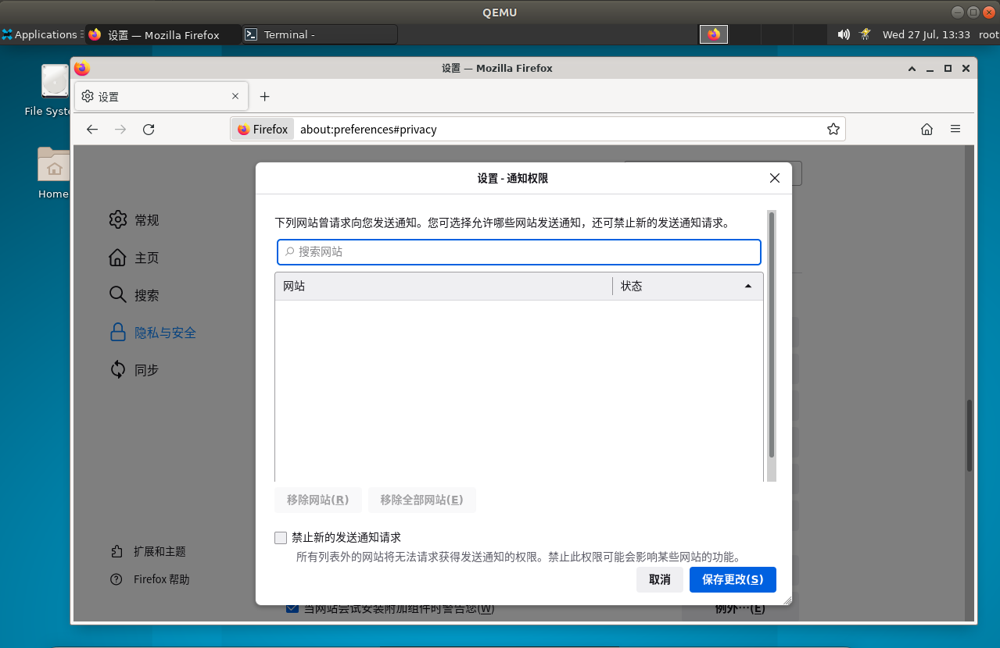 QEMU
Applications
设置 — Mozilla Firefox
Terminal -
Wed 27 Jul, 13:33
root
设置 — Mozilla Firefox
File Syst
Home
设置
Firefox
about:preferences#privacy
设置 - 通知权限
下列网站曾请求向您发送通知。您可选择允许哪些网站发送通知，还可禁止新的发送通知请求。
搜索网站
网站
状态
常规
主页
搜索
隐私与安全
同步
移除网站(R)
移除全部网站(E)
禁止新的发送通知请求
所有列表外的网站将无法请求获得发送通知的权限。禁止此权限可能会影响某些网站的功能。
取消
保存更改(S)
扩展和主题
Firefox 帮助
当网站尝试安装附加组件时警告您(W)
例外…(E)